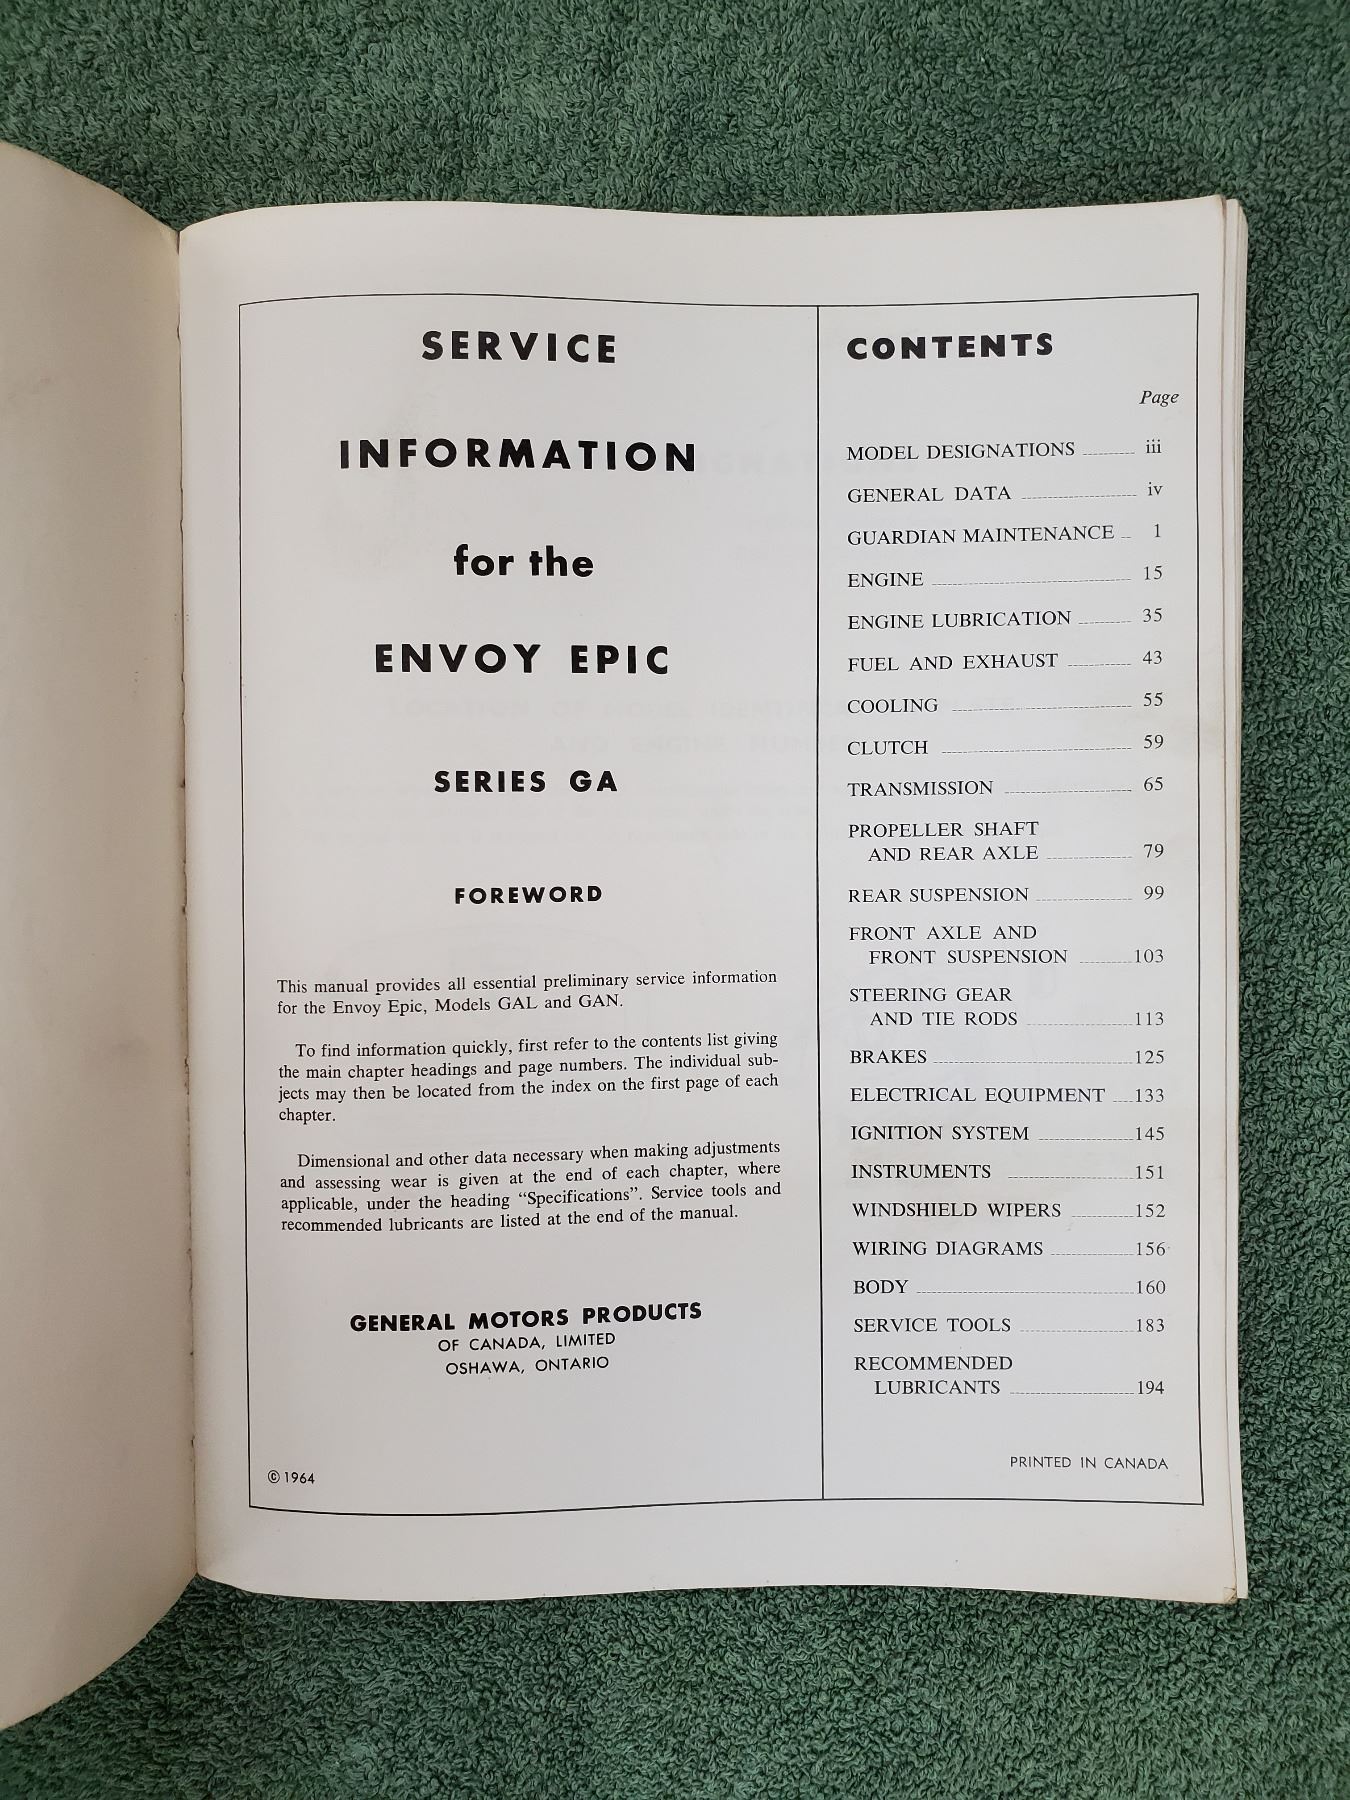 SERVICE
INFORMATION
for the
ENVOY EPIC
SERIES GA
FOREWORD
This manual provides all essential preliminary service information
for the Envoy Epic, Models GAL and GAN.
To find information quickly, first refer to the contents list giving
the main chapter headings and page numbers. The individual sub-
jects may then be located from the index on the first page of each
chapter.
Dimensional and other data necessary when making adjustments
and assessing wear is given at the end of each chapter, where
applicable, under the heading “Specifications”. Service tools and
recommended lubricants are listed at the end of the manual.
GENERAL MOTORS PRODUCTS
OF CANADA, LIMITED
OSHAWA, ONTARIO
© 1964
CONTENTS
Page
MODEL DESIGNATIONS iii
GENERAL DATA iv
GUARDIAN MAINTENANCE 1
ENGINE 15
ENGINE LUBRICATION 35
FUEL AND EXHAUST 43
COOLING 55
CLUTCH 59
TRANSMISSION 65
PROPELLER SHAFT
AND REAR AXLE 79
REAR SUSPENSION 99
FRONT AXLE AND
FRONT SUSPENSION 103
STEERING GEAR
AND TIE RODS 113
BRAKES 125
ELECTRICAL EQUIPMENT 133
IGNITION SYSTEM 145
INSTRUMENTS 151
WINDSHIELD WIPERS 152
WIRING DIAGRAMS 156
BODY 160
SERVICE TOOLS 183
RECOMMENDED
LUBRICANTS 194
PRINTED IN CANADA